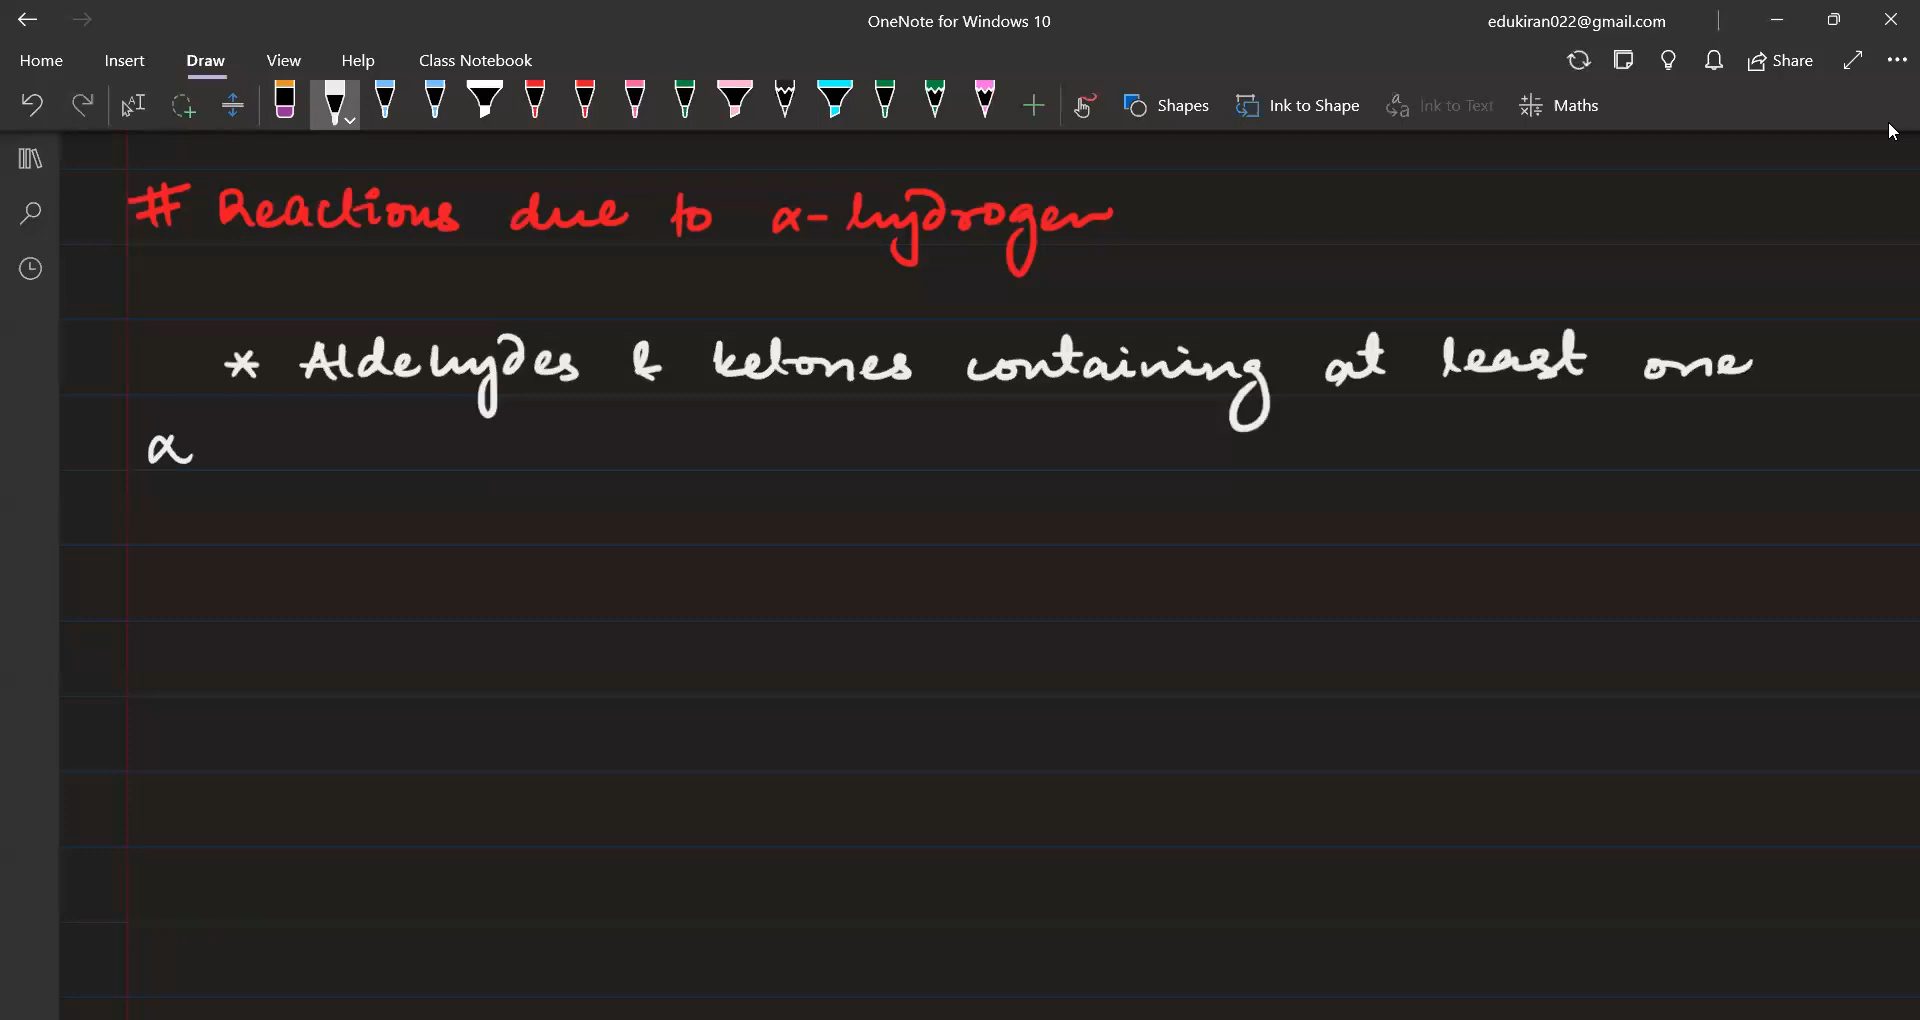 OneNote for Windows 10
edukiran022@gmail.com
Home Insert Draw View Help Class Notebook
Share
Shapes Ink to Shape Ink to Text Maths
# Reactions due to α-hydrogen
* Aldehydes & ketones containing at least one
α